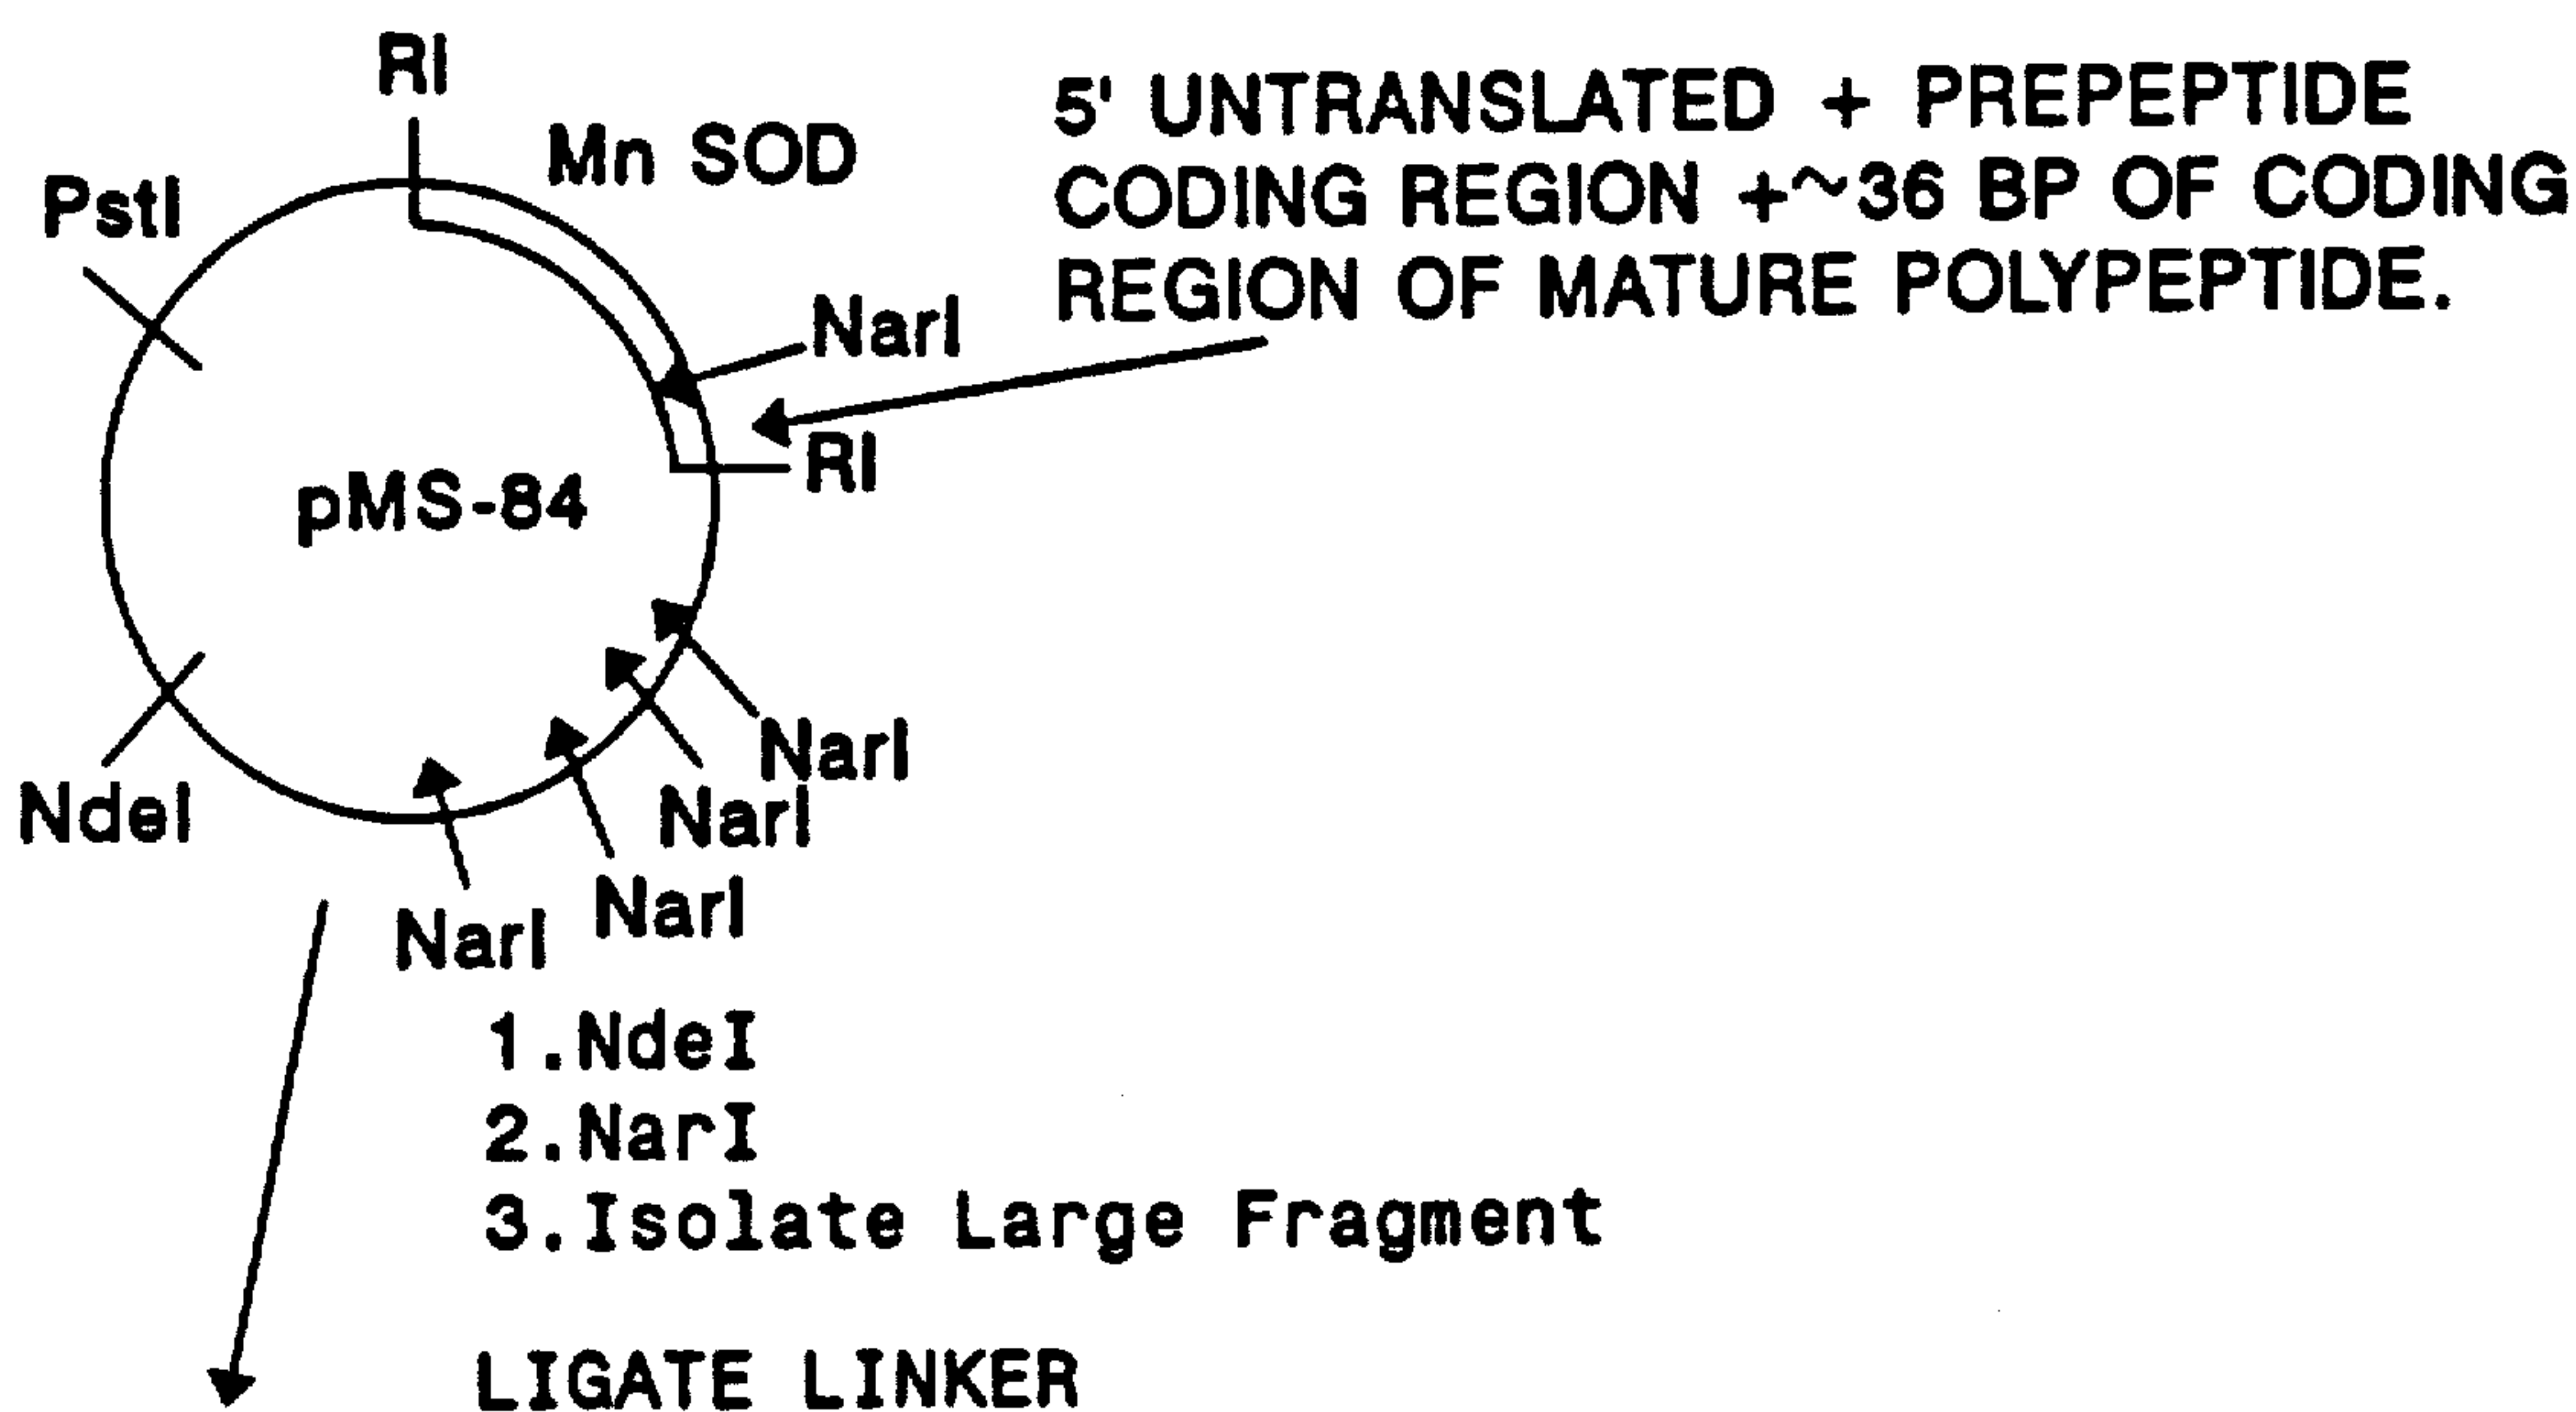 RI
Mn SOD
5' UNTRANSLATED + PREPEPTIDE
CODING REGION +~36 BP OF CODING
REGION OF MATURE POLYPEPTIDE.
PstI
NarI
RI
pMS-84
NarI
NarI
NdeI
NarI
NarI
1.NdeI
2.NarI
3.Isolate Large Fragment
LIGATE LINKER